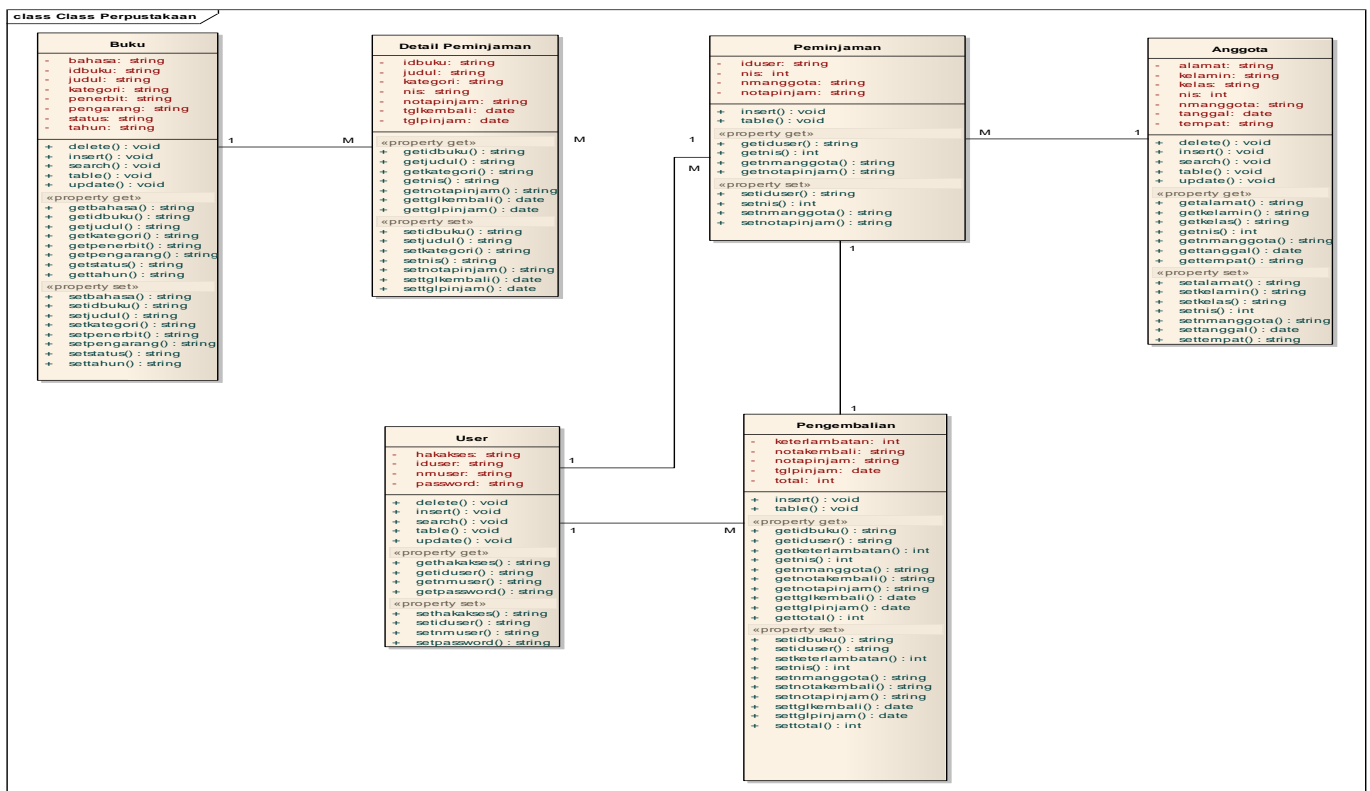 class Class Perpustakaan
Buku
- bahasa: string
- idbuku: string
- judul: string
- kategori: string
- penerbit: string
- pengarang: string
- status: string
- tahun: string
+ delete() : void
+ insert() : void
+ search() : void
+ table() : void
+ update() : void
«property get»
+ getbahasa() : string
+ getidbuku() : string
+ getjudul() : string
+ getkategori() : string
+ getpenerbit() : string
+ getpengarang() : string
+ getstatus() : string
+ gettahun() : string
«property set»
+ setbahasa() : string
+ setidbuku() : string
+ setjudul() : string
+ setkategori() : string
+ setpenerbit() : string
+ setpengarang() : string
+ setstatus() : string
+ settahun() : string
1
M
Detail Peminjaman
- idbuku: string
- judul: string
- kategori: string
- nis: string
- notapinjam: string
- tglkembali: date
- tglpinjam: date
«property get»
+ getidbuku() : string
+ getjudul() : string
+ getkategori() : string
+ getnis() : string
+ getnotapinjam() : string
+ gettglkembali() : date
+ gettglpinjam() : date
«property set»
+ setidbuku() : string
+ setjudul() : string
+ setkategori() : string
+ setnis() : string
+ setnotapinjam() : string
+ settglkembali() : date
+ settglpinjam() : date
M
1
M
Peminjaman
- iduser: string
- nis: int
- nmanggota: string
- notapinjam: string
+ insert() : void
+ table() : void
«property get»
+ getiduser() : string
+ getnis() : int
+ getnmanggota() : string
+ getnotapinjam() : string
«property set»
+ setiduser() : string
+ setnis() : int
+ setnmanggota() : string
+ setnotapinjam() : string
M
1
1
Anggota
- alamat: string
- kelamin: string
- kelas: string
- nis: int
- nmanggota: string
- tanggal: date
- tempat: string
+ delete() : void
+ insert() : void
+ search() : void
+ table() : void
+ update() : void
«property get»
+ getalamat() : string
+ getkelamin() : string
+ getkelas() : string
+ getnis() : int
+ getnmanggota() : string
+ gettanggal() : date
+ gettempat() : string
«property set»
+ setalamat() : string
+ setkelamin() : string
+ setkelas() : string
+ setnis() : int
+ setnmanggota() : string
+ settanggal() : date
+ settempat() : string
User
- hakakses: string
- iduser: string
- nmuser: string
- password: string
+ delete() : void
+ insert() : void
+ search() : void
+ table() : void
+ update() : void
«property get»
+ gethakakses() : string
+ getiduser() : string
+ getnmuser() : string
+ getpassword() : string
«property set»
+ sethakakses() : string
+ setiduser() : string
+ setnmuser() : string
+ setpassword() : string
1
1
M
1
Pengembalian
- keterlambatan: int
- notakembali: string
- notapinjam: string
- tglpinjam: date
- total: int
+ insert() : void
+ table() : void
«property get»
+ getidbuku() : string
+ getiduser() : string
+ getketerlambatan() : int
+ getnis() : int
+ getnmanggota() : string
+ getnotakembali() : string
+ getnotapinjam() : string
+ gettglkembali() : date
+ gettglpinjam() : date
+ gettotal() : int
«property set»
+ setidbuku() : string
+ setiduser() : string
+ setketerlambatan() : int
+ setnis() : int
+ setnmanggota() : string
+ setnotakembali() : string
+ setnotapinjam() : string
+ settglkembali() : date
+ settglpinjam() : date
+ settotal() : int